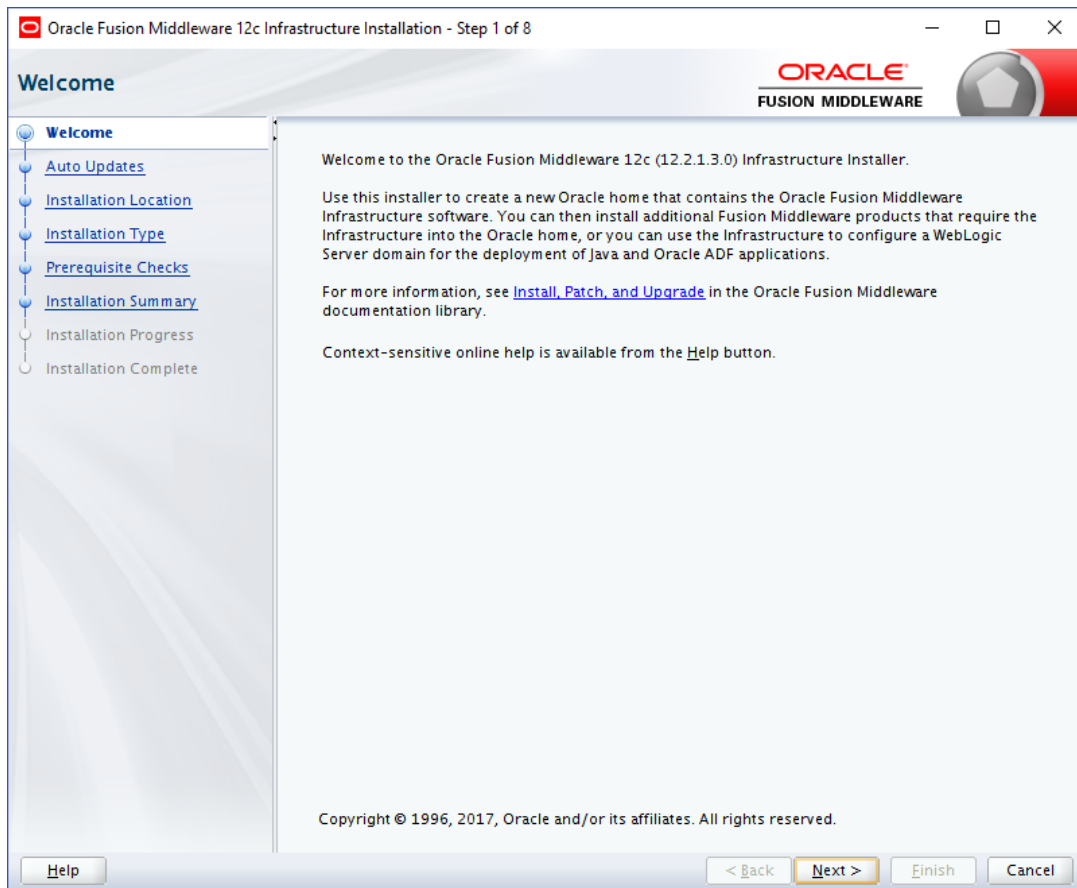 Oracle Fusion Middleware 12c Infrastructure Installation - Step 1 of 8
Welcome
ORACLE®
FUSION MIDDLEWARE
Welcome
Auto Updates
Installation Location
Installation Type
Prerequisite Checks
Installation Summary
Installation Progress
Installation Complete
Welcome to the Oracle Fusion Middleware 12c (12.2.1.3.0) Infrastructure Installer.
Use this installer to create a new Oracle home that contains the Oracle Fusion Middleware
Infrastructure software. You can then install additional Fusion Middleware products that require the
Infrastructure into the Oracle home, or you can use the Infrastructure to configure a WebLogic
Server domain for the deployment of Java and Oracle ADF applications.
For more information, see Install, Patch, and Upgrade in the Oracle Fusion Middleware
documentation library.
Context-sensitive online help is available from the Help button.
Copyright © 1996, 2017, Oracle and/or its affiliates. All rights reserved.
Help
< Back
Next >
Finish
Cancel